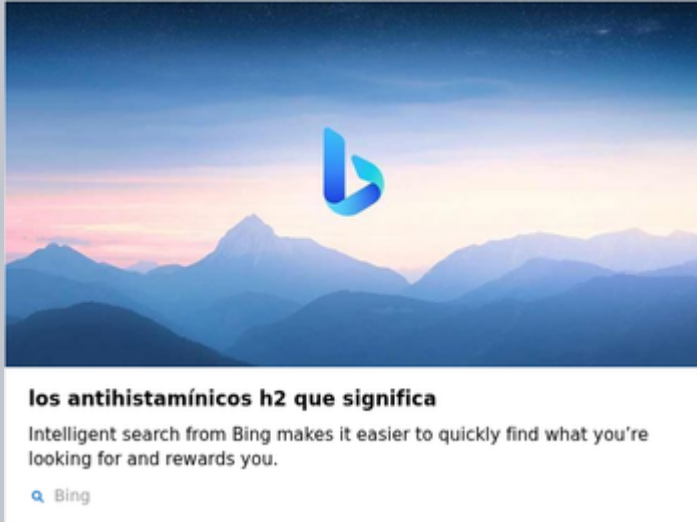 los antihistamínicos h2 que significa
Intelligent search from Bing makes it easier to quickly find what you're
looking for and rewards you.
Bing